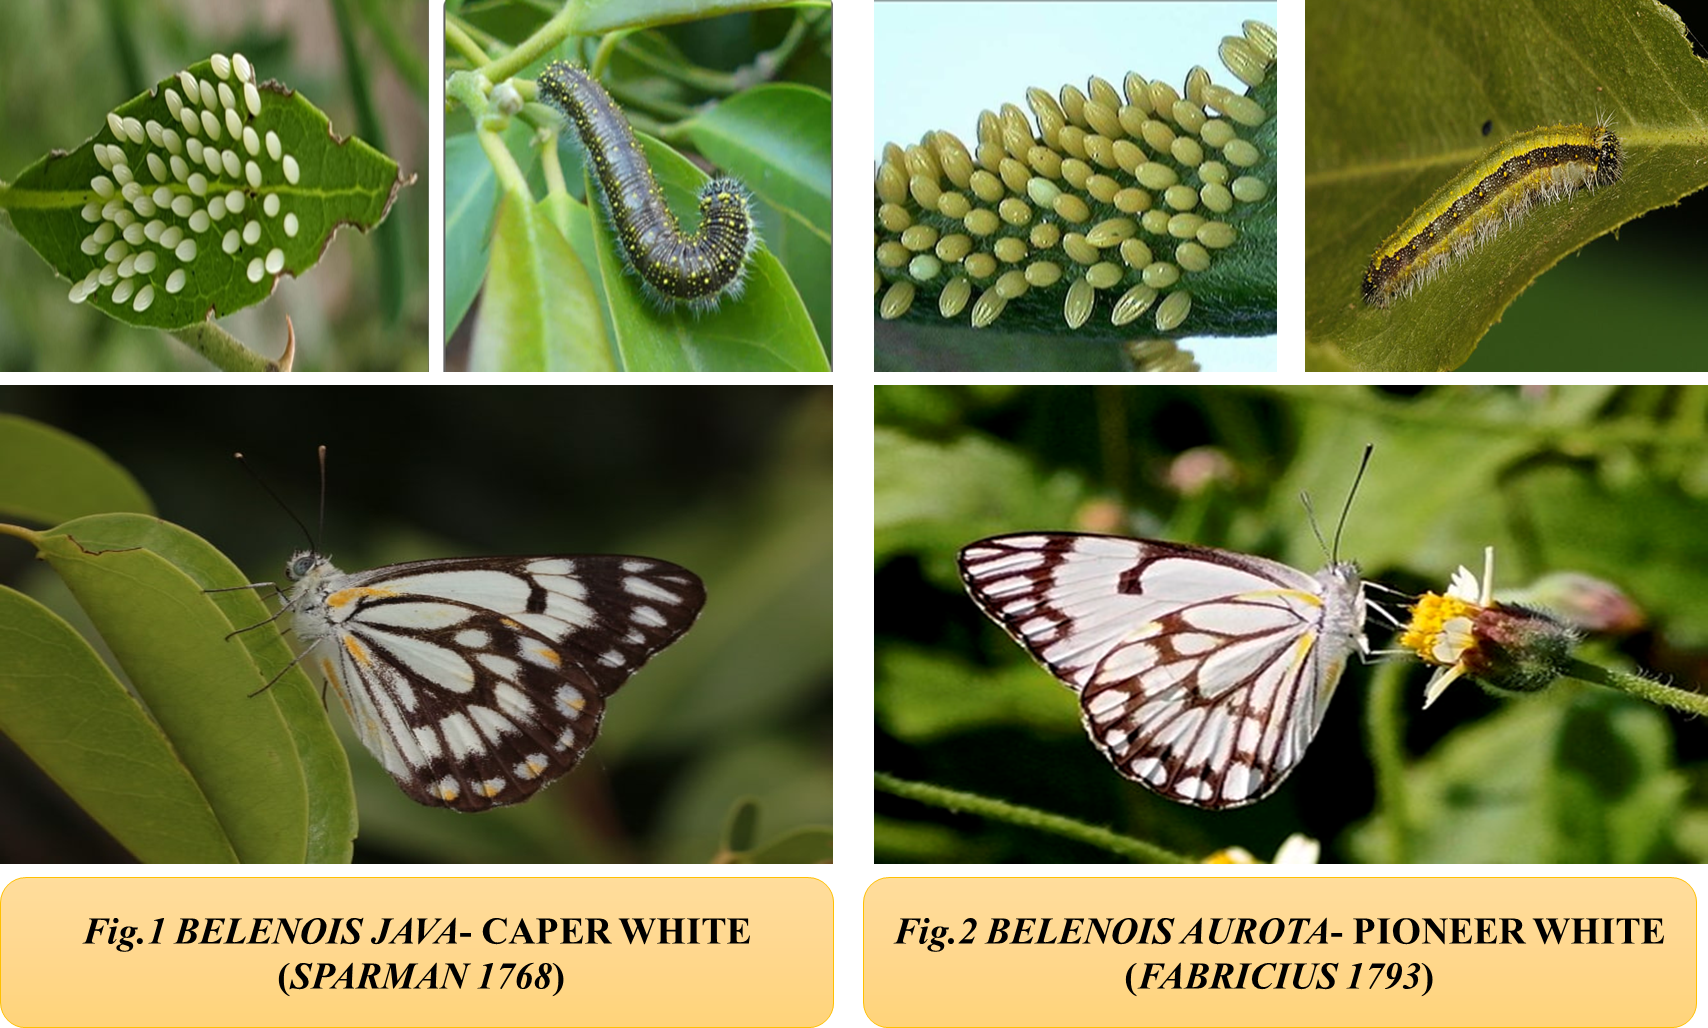 Fig.1 BELENOIS JAVA- CAPER WHITE
(SPARMAN 1768)
Fig.2 BELENOIS AUROTA- PIONEER WHITE
(FABRICIUS 1793)